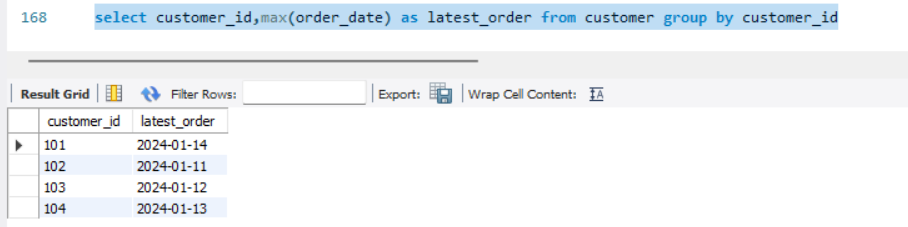 168 select customer_id,max(order_date) as latest_order from customer group by customer_id
Result Grid Filter Rows: Export: Wrap Cell Content: IA
customer_id latest_order
101 2024-01-14
102 2024-01-11
103 2024-01-12
104 2024-01-13